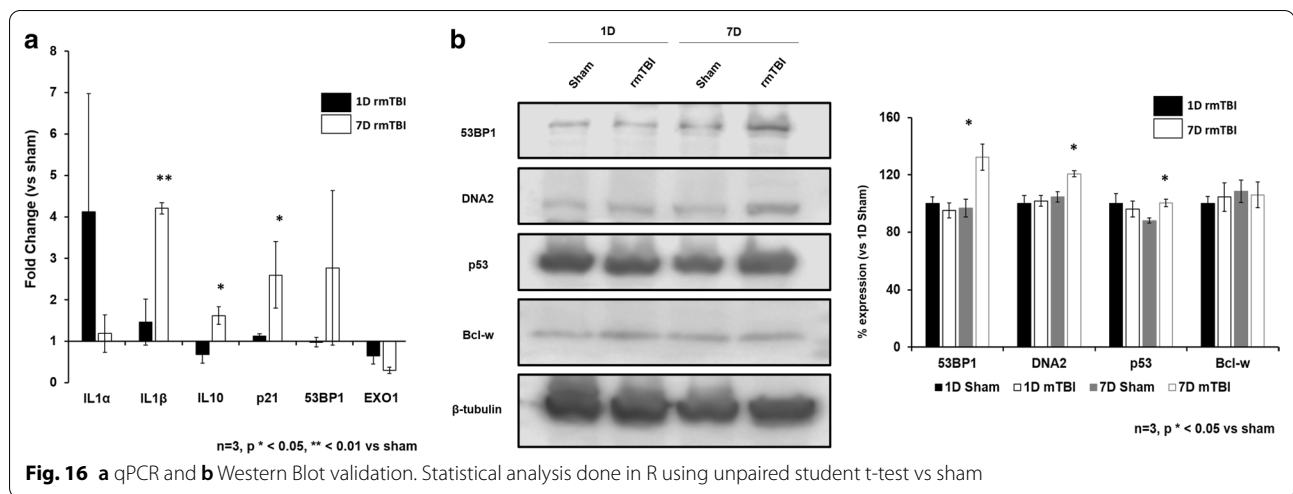 a
Fold Change (vs sham)
8
7
6
5
4
3
2
1
0
1D rmTBI
7D rmTBI
**
*
*
IL1α IL1β IL10 p21 53BP1 EXO1
n=3, p * < 0.05, ** < 0.01 vs sham
b
1D 7D
Sham rmTBI Sham rmTBI
53BP1
DNA2
p53
Bcl-w
β-tubulin
% expression (vs 1D Sham)
160
120
80
40
0
1D rmTBI
7D rmTBI
*
*
*
53BP1 DNA2 p53 Bcl-w
1D Sham 1D mTBI 7D Sham 7D mTBI
n=3, p * < 0.05 vs sham
Fig. 16 a qPCR and b Western Blot validation. Statistical analysis done in R using unpaired student t-test vs sham